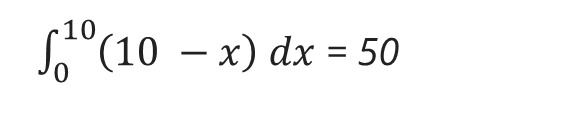 ∫₀¹⁰(10 − x) dx = 50